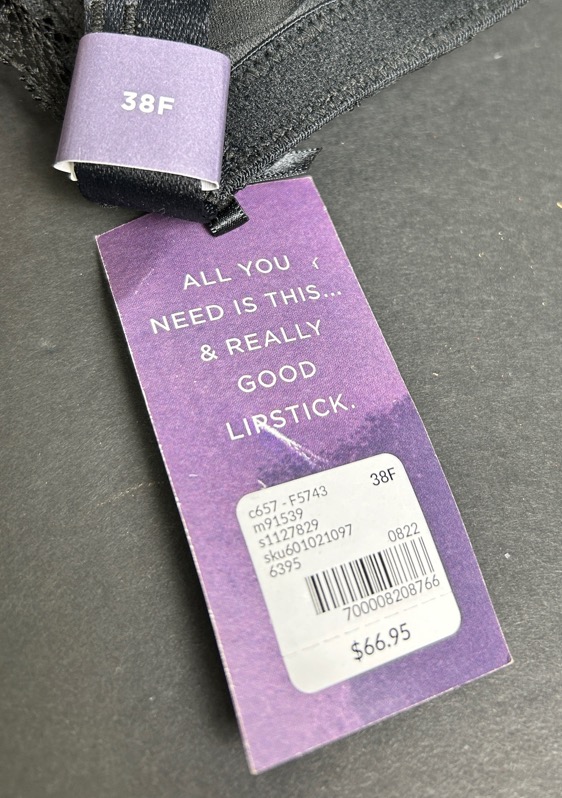 38F
ALL YOU
NEED IS THIS...
& REALLY
GOOD
LIPSTICK.
38F
c657 - F5743
m91539
s1127829
sku601021097
6395
0822
700008208766
$66.95